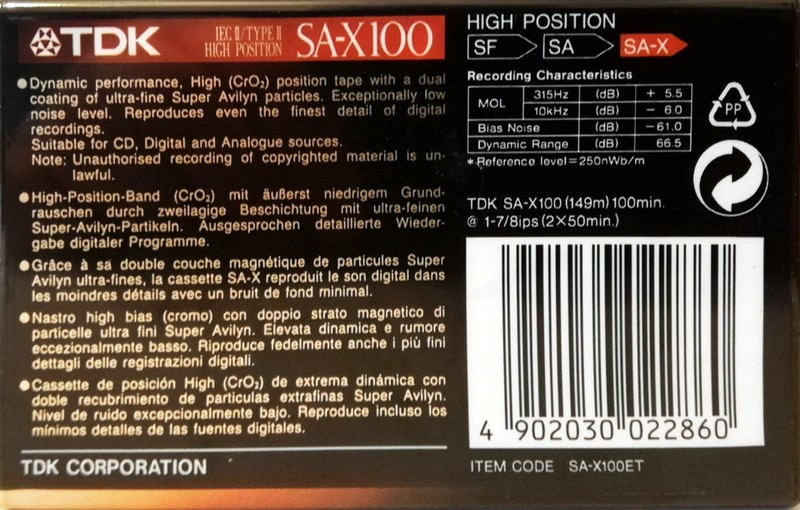 TDK
IEC II/TYPE II
HIGH POSITION
SA-X100
●Dynamic performance, High (CrO₂) position tape with a dual
coating of ultra-fine Super Avilyn particles. Exceptionally low
noise level. Reproduces even the finest detail of digital
recordings.
Suitable for CD, Digital and Analogue sources.
Note: Unauthorised recording of copyrighted material is un-
lawful.
●High-Position-Band (CrO₂) mit äußerst niedrigem Grund-
rauschen durch zweilagige Beschichtung mit ultra-feinen
Super-Avilyn-Partikeln. Ausgesprochen detaillierte Wieder-
gabe digitaler Programme.
●Grâce à sa double couche magnétique de particules Super
Avilyn ultra-fines, la cassette SA-X reproduit le son digital dans
les moindres détails avec un bruit de fond minimal.
●Nastro high bias (cromo) con doppio strato magnetico di
particelle ultra fini Super Avilyn. Elevata dinamica e rumore
eccezionalmente basso. Riproduce fedelmente anche i più fini
dettagli delle registrazioni digitali.
●Cassette de posición High (CrO₂) de extrema dinámica con
doble recubrimiento de particulas extrafinas Super Avilyn.
Nivel de ruido excepcionalmente bajo. Reproduce incluso los
mínimos detalles de las fuentes digitales.
TDK CORPORATION
HIGH POSITION
SF SA SA-X
Recording Characteristics
MOL 315Hz (dB) + 5.5
10kHz (dB) − 6.0
Bias Noise (dB) −61.0
Dynamic Range (dB) 66.5
* Reference level=250nWb/m
PP
TDK SA-X100 (149m) 100min.
@ 1-7/8ips (2×50min.)
4 902030 022860
ITEM CODE SA-X100ET